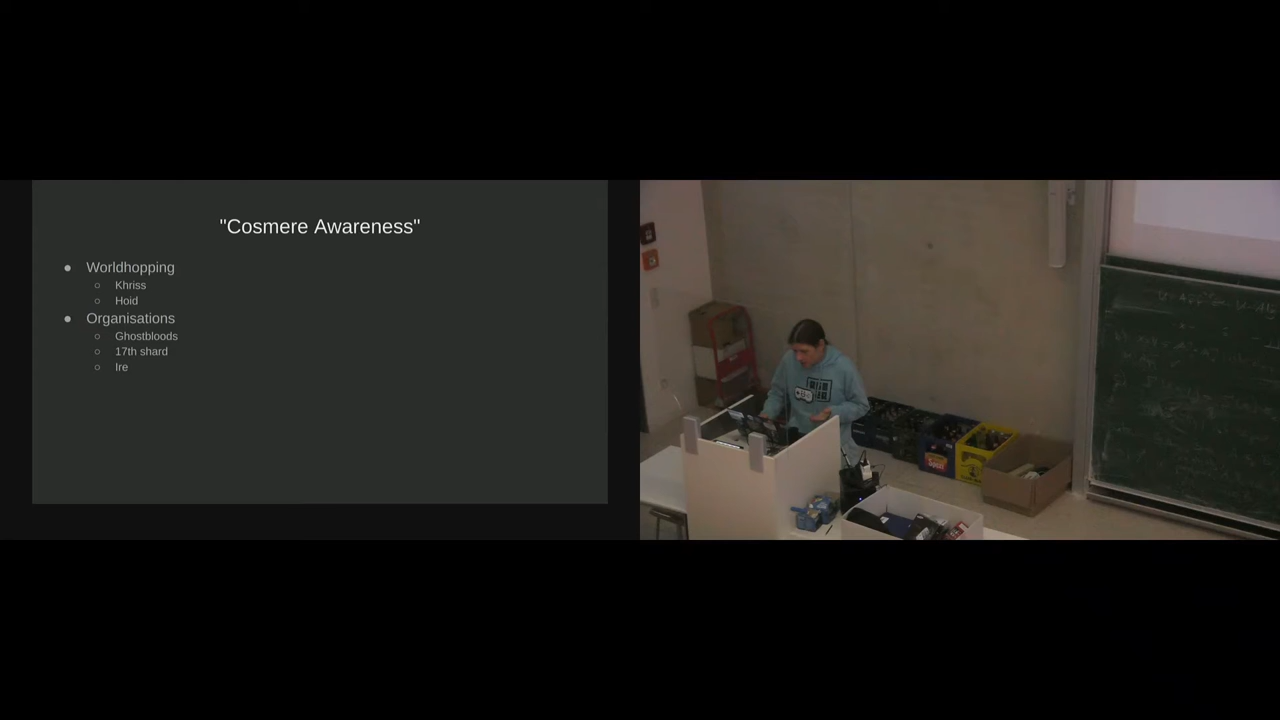 "Cosmere Awareness"
● Worldhopping
○ Khriss
○ Hoid
● Organisations
○ Ghostbloods
○ 17th shard
○ Ire